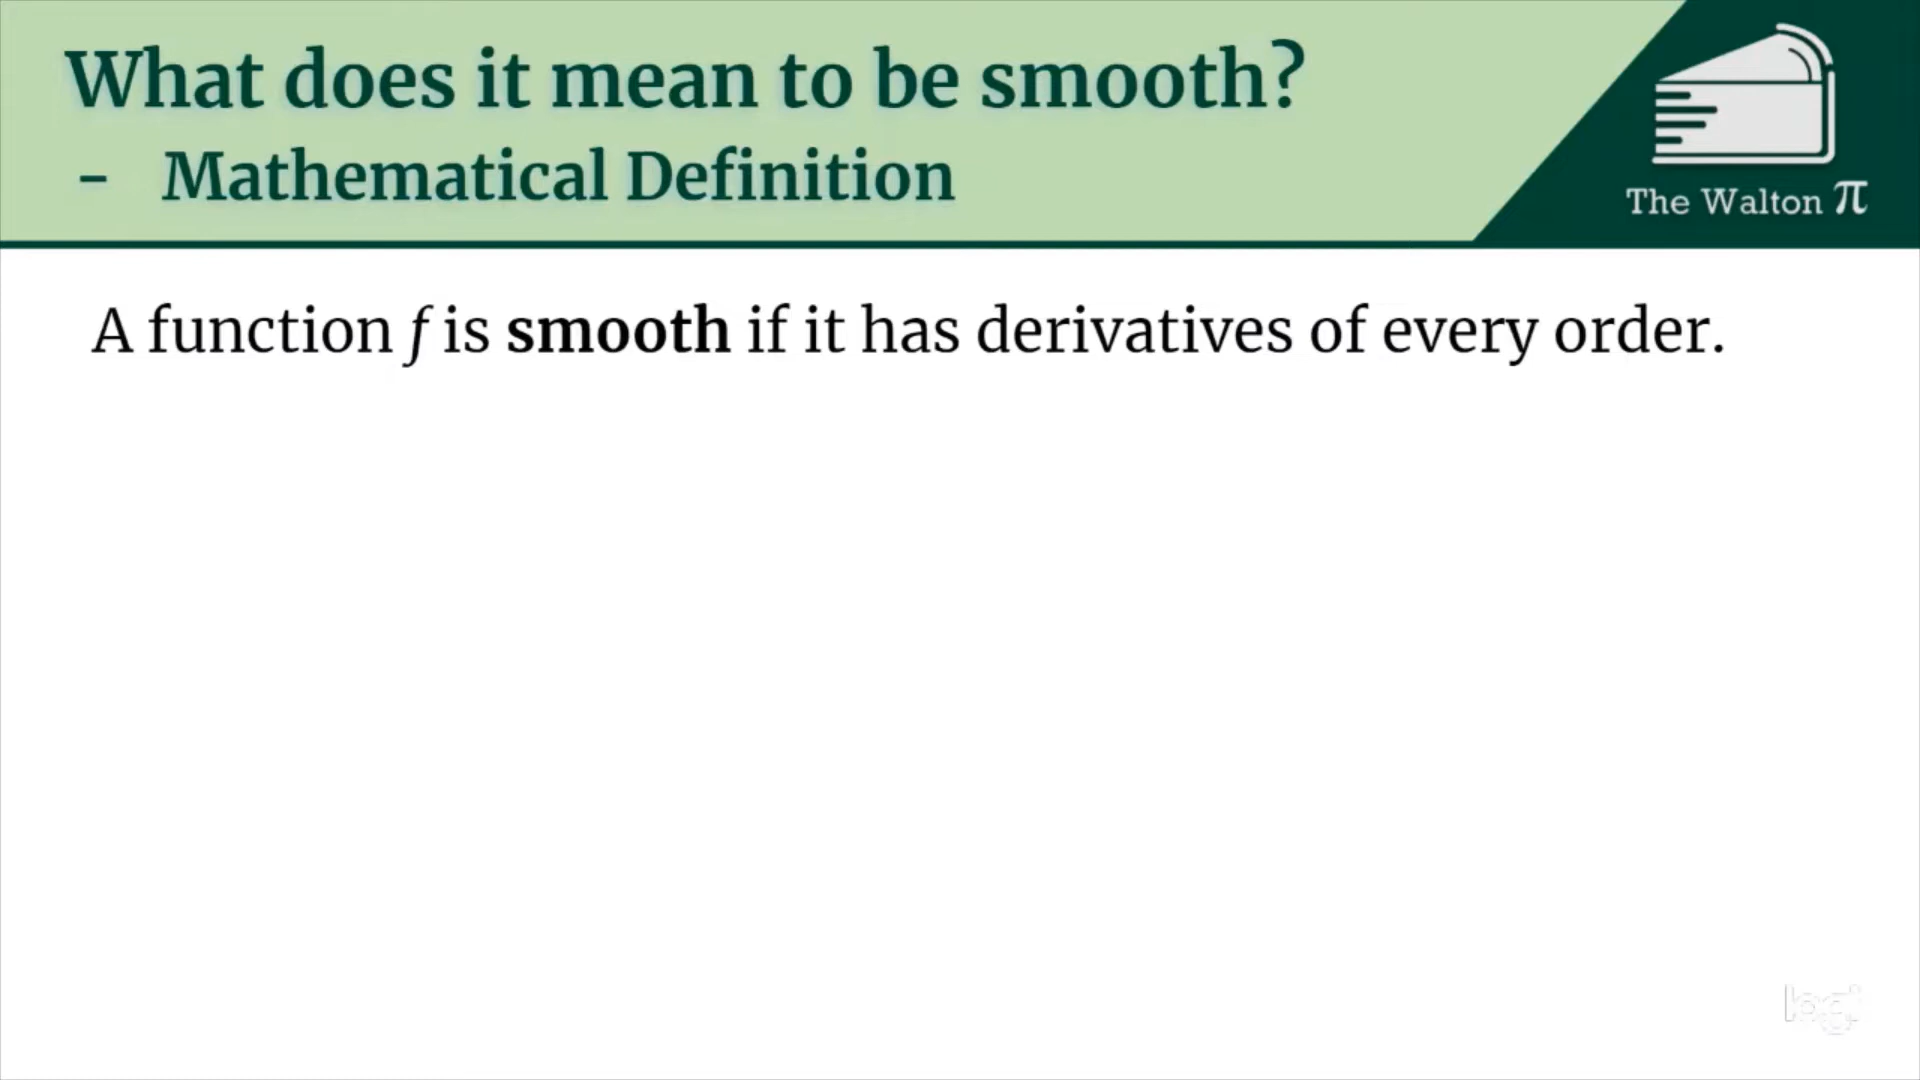 What does it mean to be smooth?
- Mathematical Definition
The Walton π
A function f is smooth if it has derivatives of every order.
logi